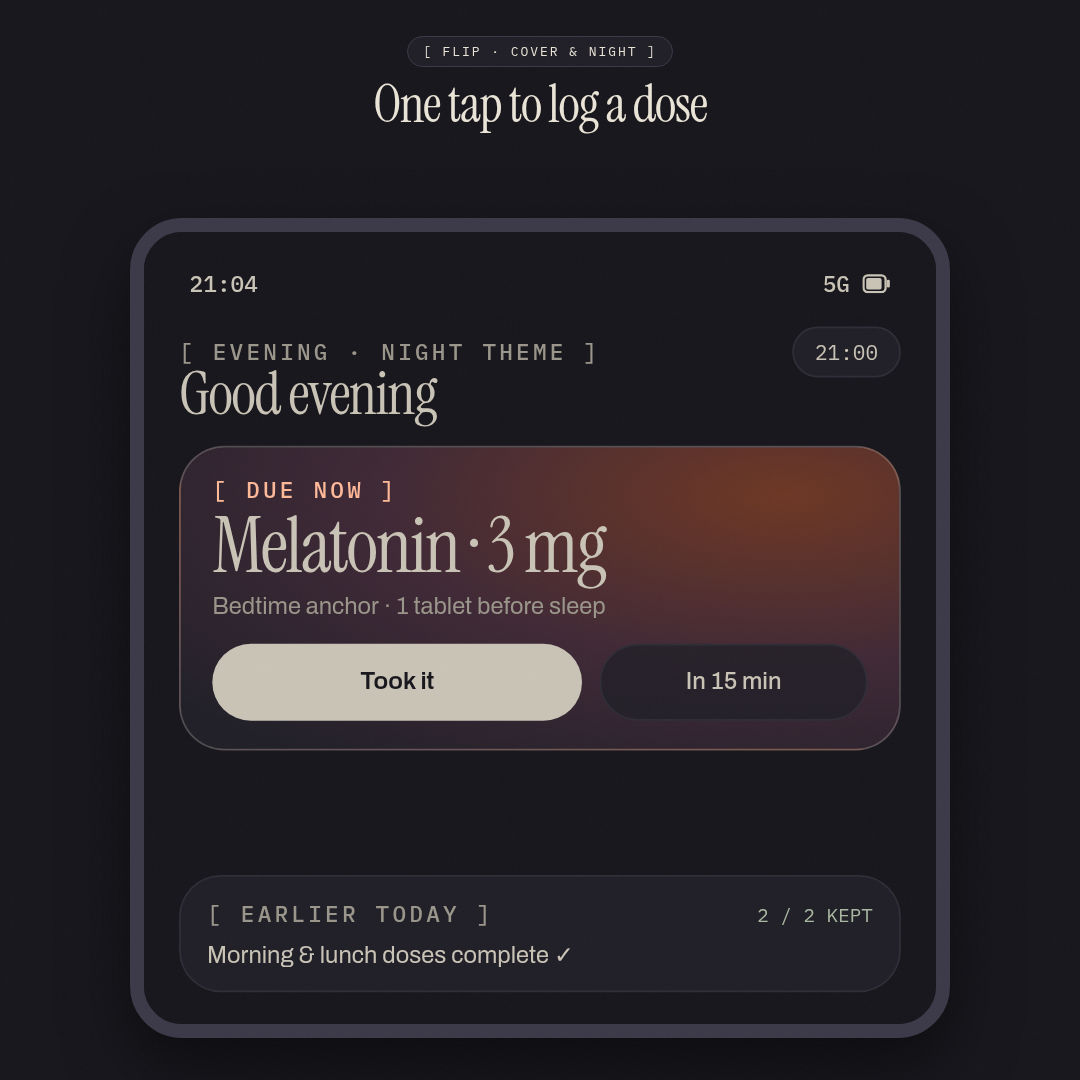 [ FLIP · COVER & NIGHT ]
One tap to log a dose
21:04
5G
[ EVENING · NIGHT THEME ]
21:00
Good evening
[ DUE NOW ]
Melatonin · 3 mg
Bedtime anchor · 1 tablet before sleep
Took it
In 15 min
[ EARLIER TODAY ]
2 / 2 KEPT
Morning & lunch doses complete ✓